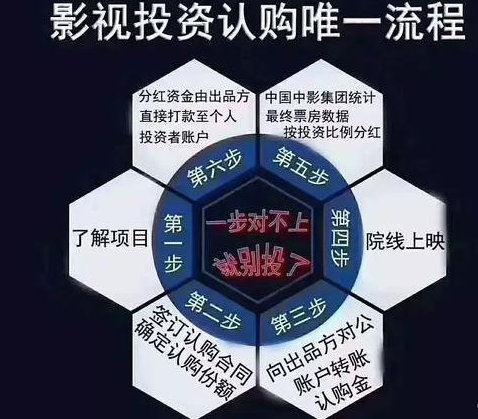 影视投资认购唯一流程
分红资金由出品方
直接打款至个人
投资者账户
中国中影集团统计
最终票房数据
按投资比例分红
第六步
第五步
了解项目
第一步
一步对不上
就别投了
第四步
院线上映
第二步
第三步
签订认购合同
确定认购份额
向出品方对公
账户转账
认购金